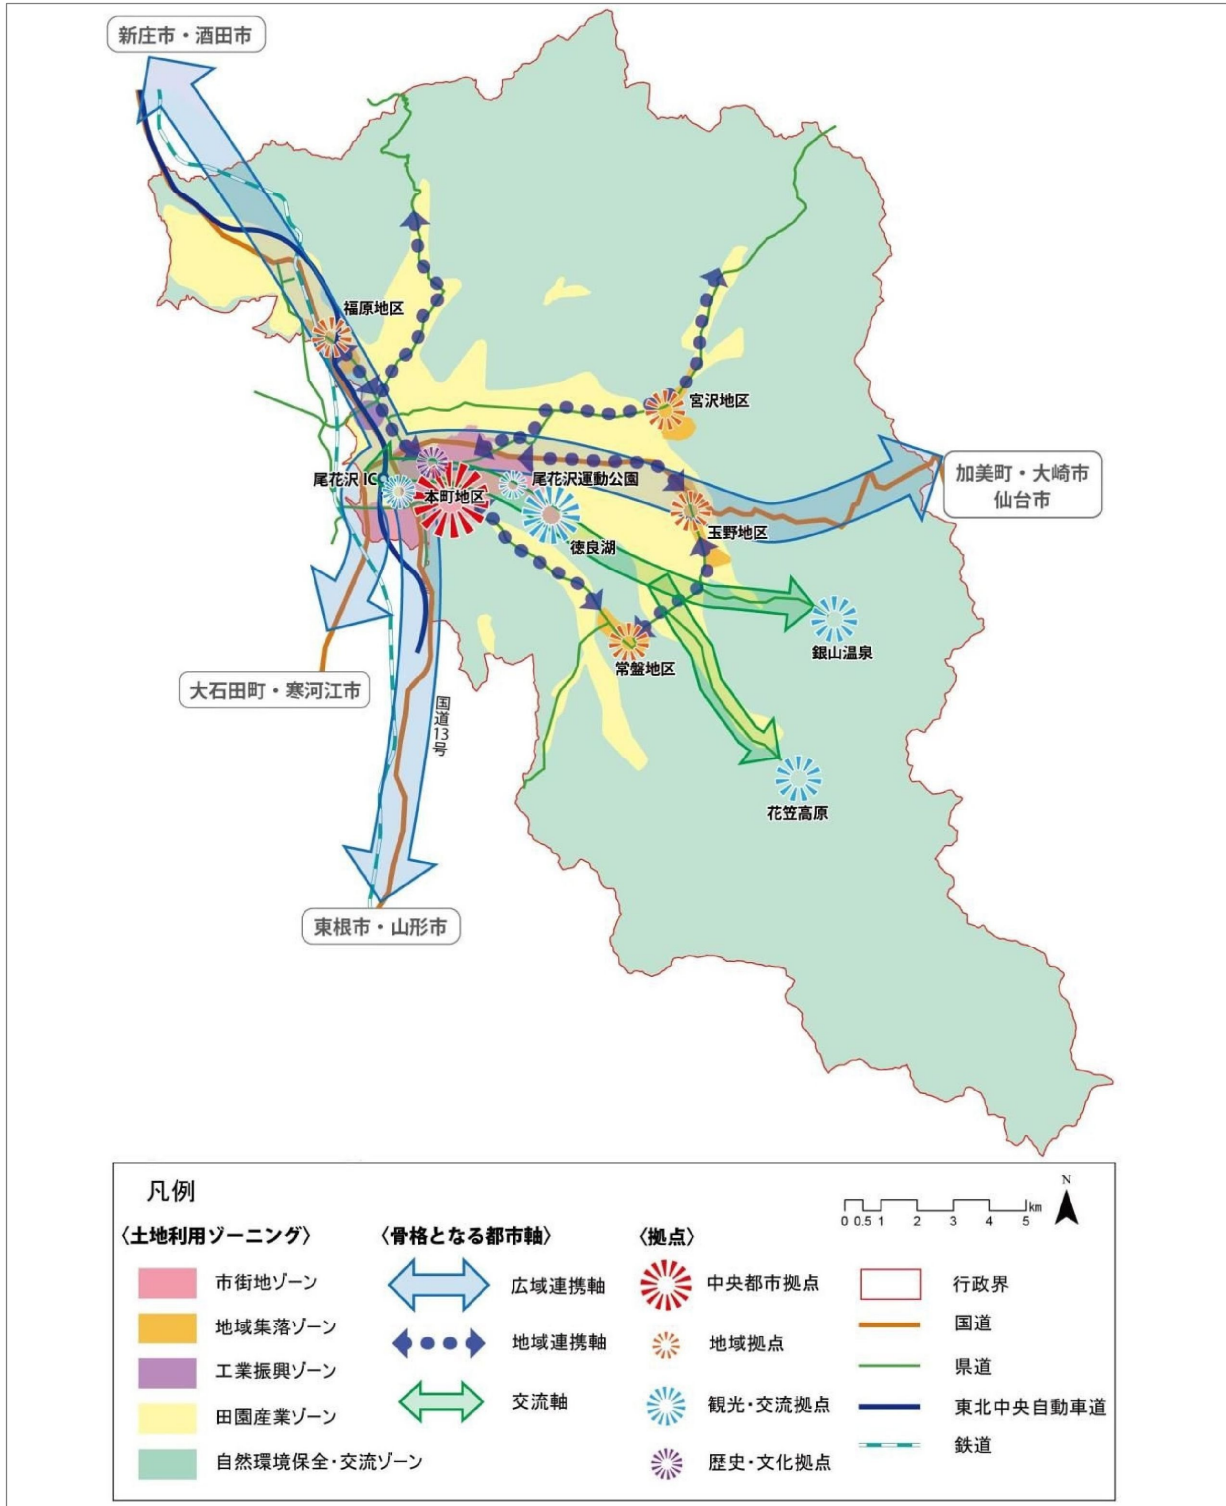 新庄市・酒田市
福原地区
宮沢地区
加美町・大崎市
仙台市
尾花沢 IC
本町地区
尾花沢運動公園
徳良湖
玉野地区
銀山温泉
常盤地区
大石田町・寒河江市
国道13号
花笠高原
東根市・山形市
凡例
〈土地利用ゾーニング〉
市街地ゾーン
地域集落ゾーン
工業振興ゾーン
田園産業ゾーン
自然環境保全・交流ゾーン
〈骨格となる都市軸〉
広域連携軸
地域連携軸
交流軸
〈拠点〉
中央都市拠点
地域拠点
観光・交流拠点
歴史・文化拠点
N
km
0 0.5 1 2 3 4 5
行政界
国道
県道
東北中央自動車道
鉄道